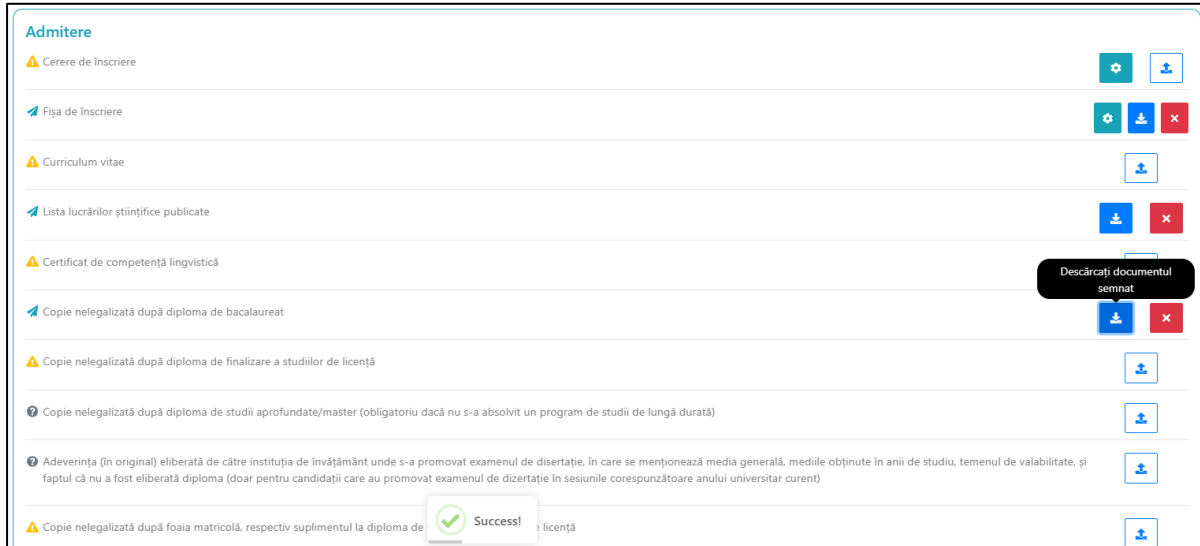 Admitere
Cerere de înscriere
Fișa de înscriere
Curriculum vitae
Lista lucrărilor științifice publicate
Certificat de competență lingvistică
Descărcați documentul
semnat
Copie nelegalizată după diploma de bacalaureat
Copie nelegalizată după diploma de finalizare a studiilor de licență
Copie nelegalizată după diploma de studii aprofundate/master (obligatoriu dacă nu s-a absolvit un program de studii de lungă durată)
Adeverința (în original) eliberată de către instituția de învățământ unde s-a promovat examenul de disertație, în care se menționează media generală, mediile obținute în anii de studiu, temenul de valabilitate, și
faptul că nu a fost eliberată diploma (doar pentru candidații care au promovat examenul de dizertație în sesiunile corespunzătoare anului universitar curent)
Success!
Copie nelegalizată după foaia matricolă, respectiv suplimentul la diploma de licență